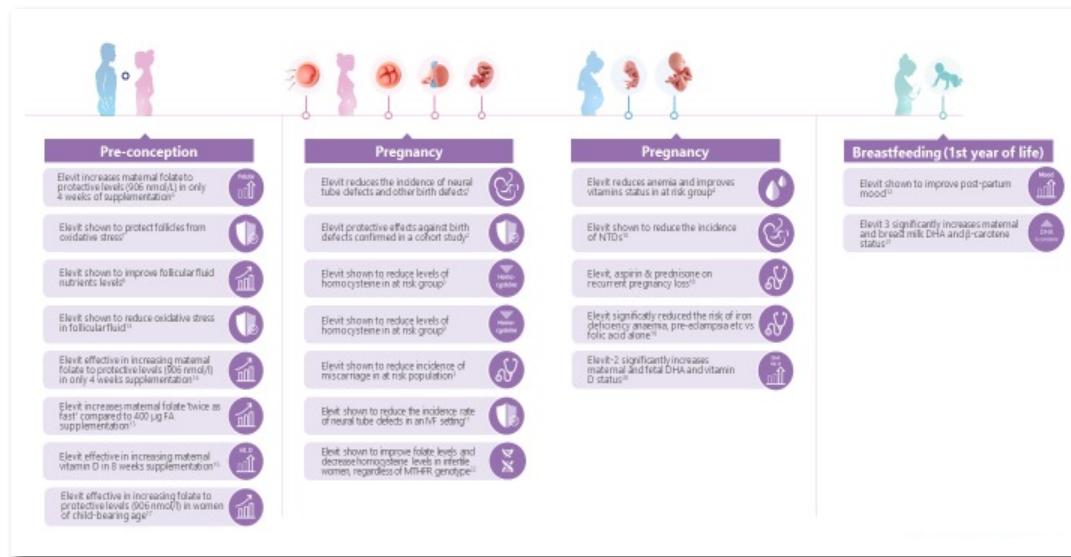 Pre-conception
Elevit increases maternal folate to
protective levels (906 nmol/L) in only
4 weeks of supplementation
Folate
Elevit shown to protect follicles from
oxidative stress
Elevit shown to improve follicular fluid
nutrients levels
Elevit shown to reduce oxidative stress
in follicular fluid
Elevit effective in increasing maternal
folate to protective levels (906 nmol/l)
in only 4 weeks supplementation
Elevit increases maternal folate 'twice as
fast' compared to 400 µg FA
supplementation
Elevit effective in increasing maternal
vitamin D in 8 weeks supplementation
Elevit effective in increasing folate to
protective levels (906 nmol/l) in women
of child-bearing age
Pregnancy
Elevit reduces the incidence of neural
tube defects and other birth defects
Elevit protective effects against birth
defects confirmed in a cohort study
Elevit shown to reduce levels of
homocysteine in at risk group
Homo-
cysteine
Elevit shown to reduce levels of
homocysteine in at risk group
Homo-
cysteine
Elevit shown to reduce incidence of
miscarriage in at risk population
Elevit shown to reduce the incidence rate
of neural tube defects in an IVF setting
Elevit shown to improve folate levels and
decrease homocysteine levels in infertile
women, regardless of MTHFR genotype
Pregnancy
Elevit reduces anemia and improves
vitamins status in at risk group
Elevit shown to reduce the incidence
of NTDs
Elevit, aspirin & prednisone on
recurrent pregnancy loss
Elevit significatly reduced the risk of iron
deficiency anaemia, pre-eclampsia etc vs
folic acid alone
Elevit-2 significantly increases
maternal and fetal DHA and vitamin
D status
Breastfeeding (1st year of life)
Elevit shown to improve post-partum
mood
Mood
Elevit 3 significantly increases maternal
and breast milk DHA and β-carotene
status
DHA